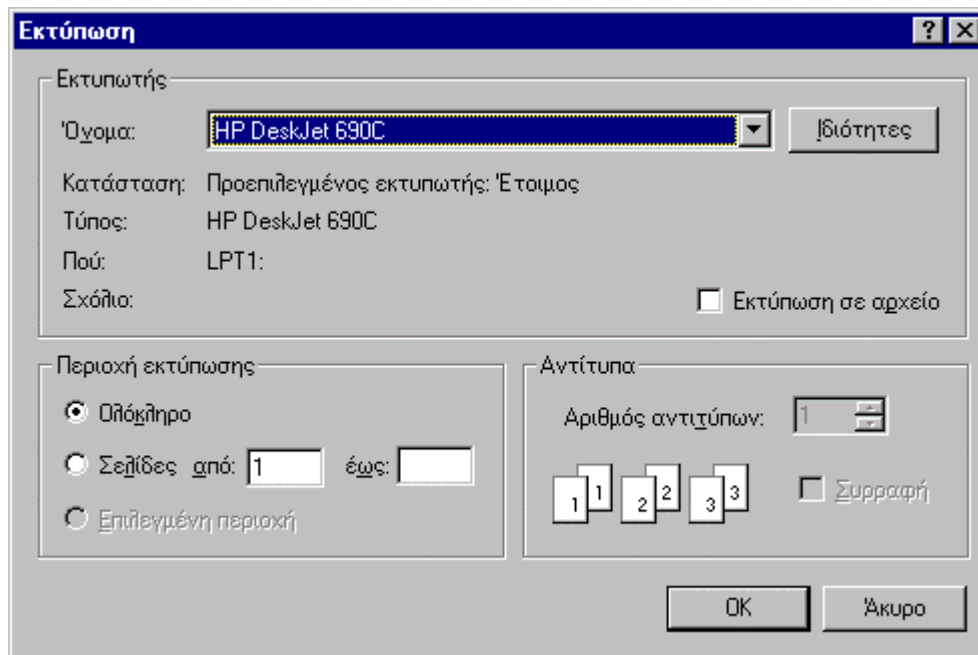 Εκτύπωση
Εκτυπωτής
Όνομα: HP DeskJet 690C Ιδιότητες
Κατάσταση: Προεπιλεγμένος εκτυπωτής: Έτοιμος
Τύπος: HP DeskJet 690C
Πού: LPT1:
Σχόλιο: Εκτύπωση σε αρχείο
Περιοχή εκτύπωσης
Ολόκληρο
Σελίδες από: 1 έως:
Επιλεγμένη περιοχή
Αντίτυπα
Αριθμός αντιτύπων: 1
1 1 2 2 3 3 Συρραφή
OK Άκυρο